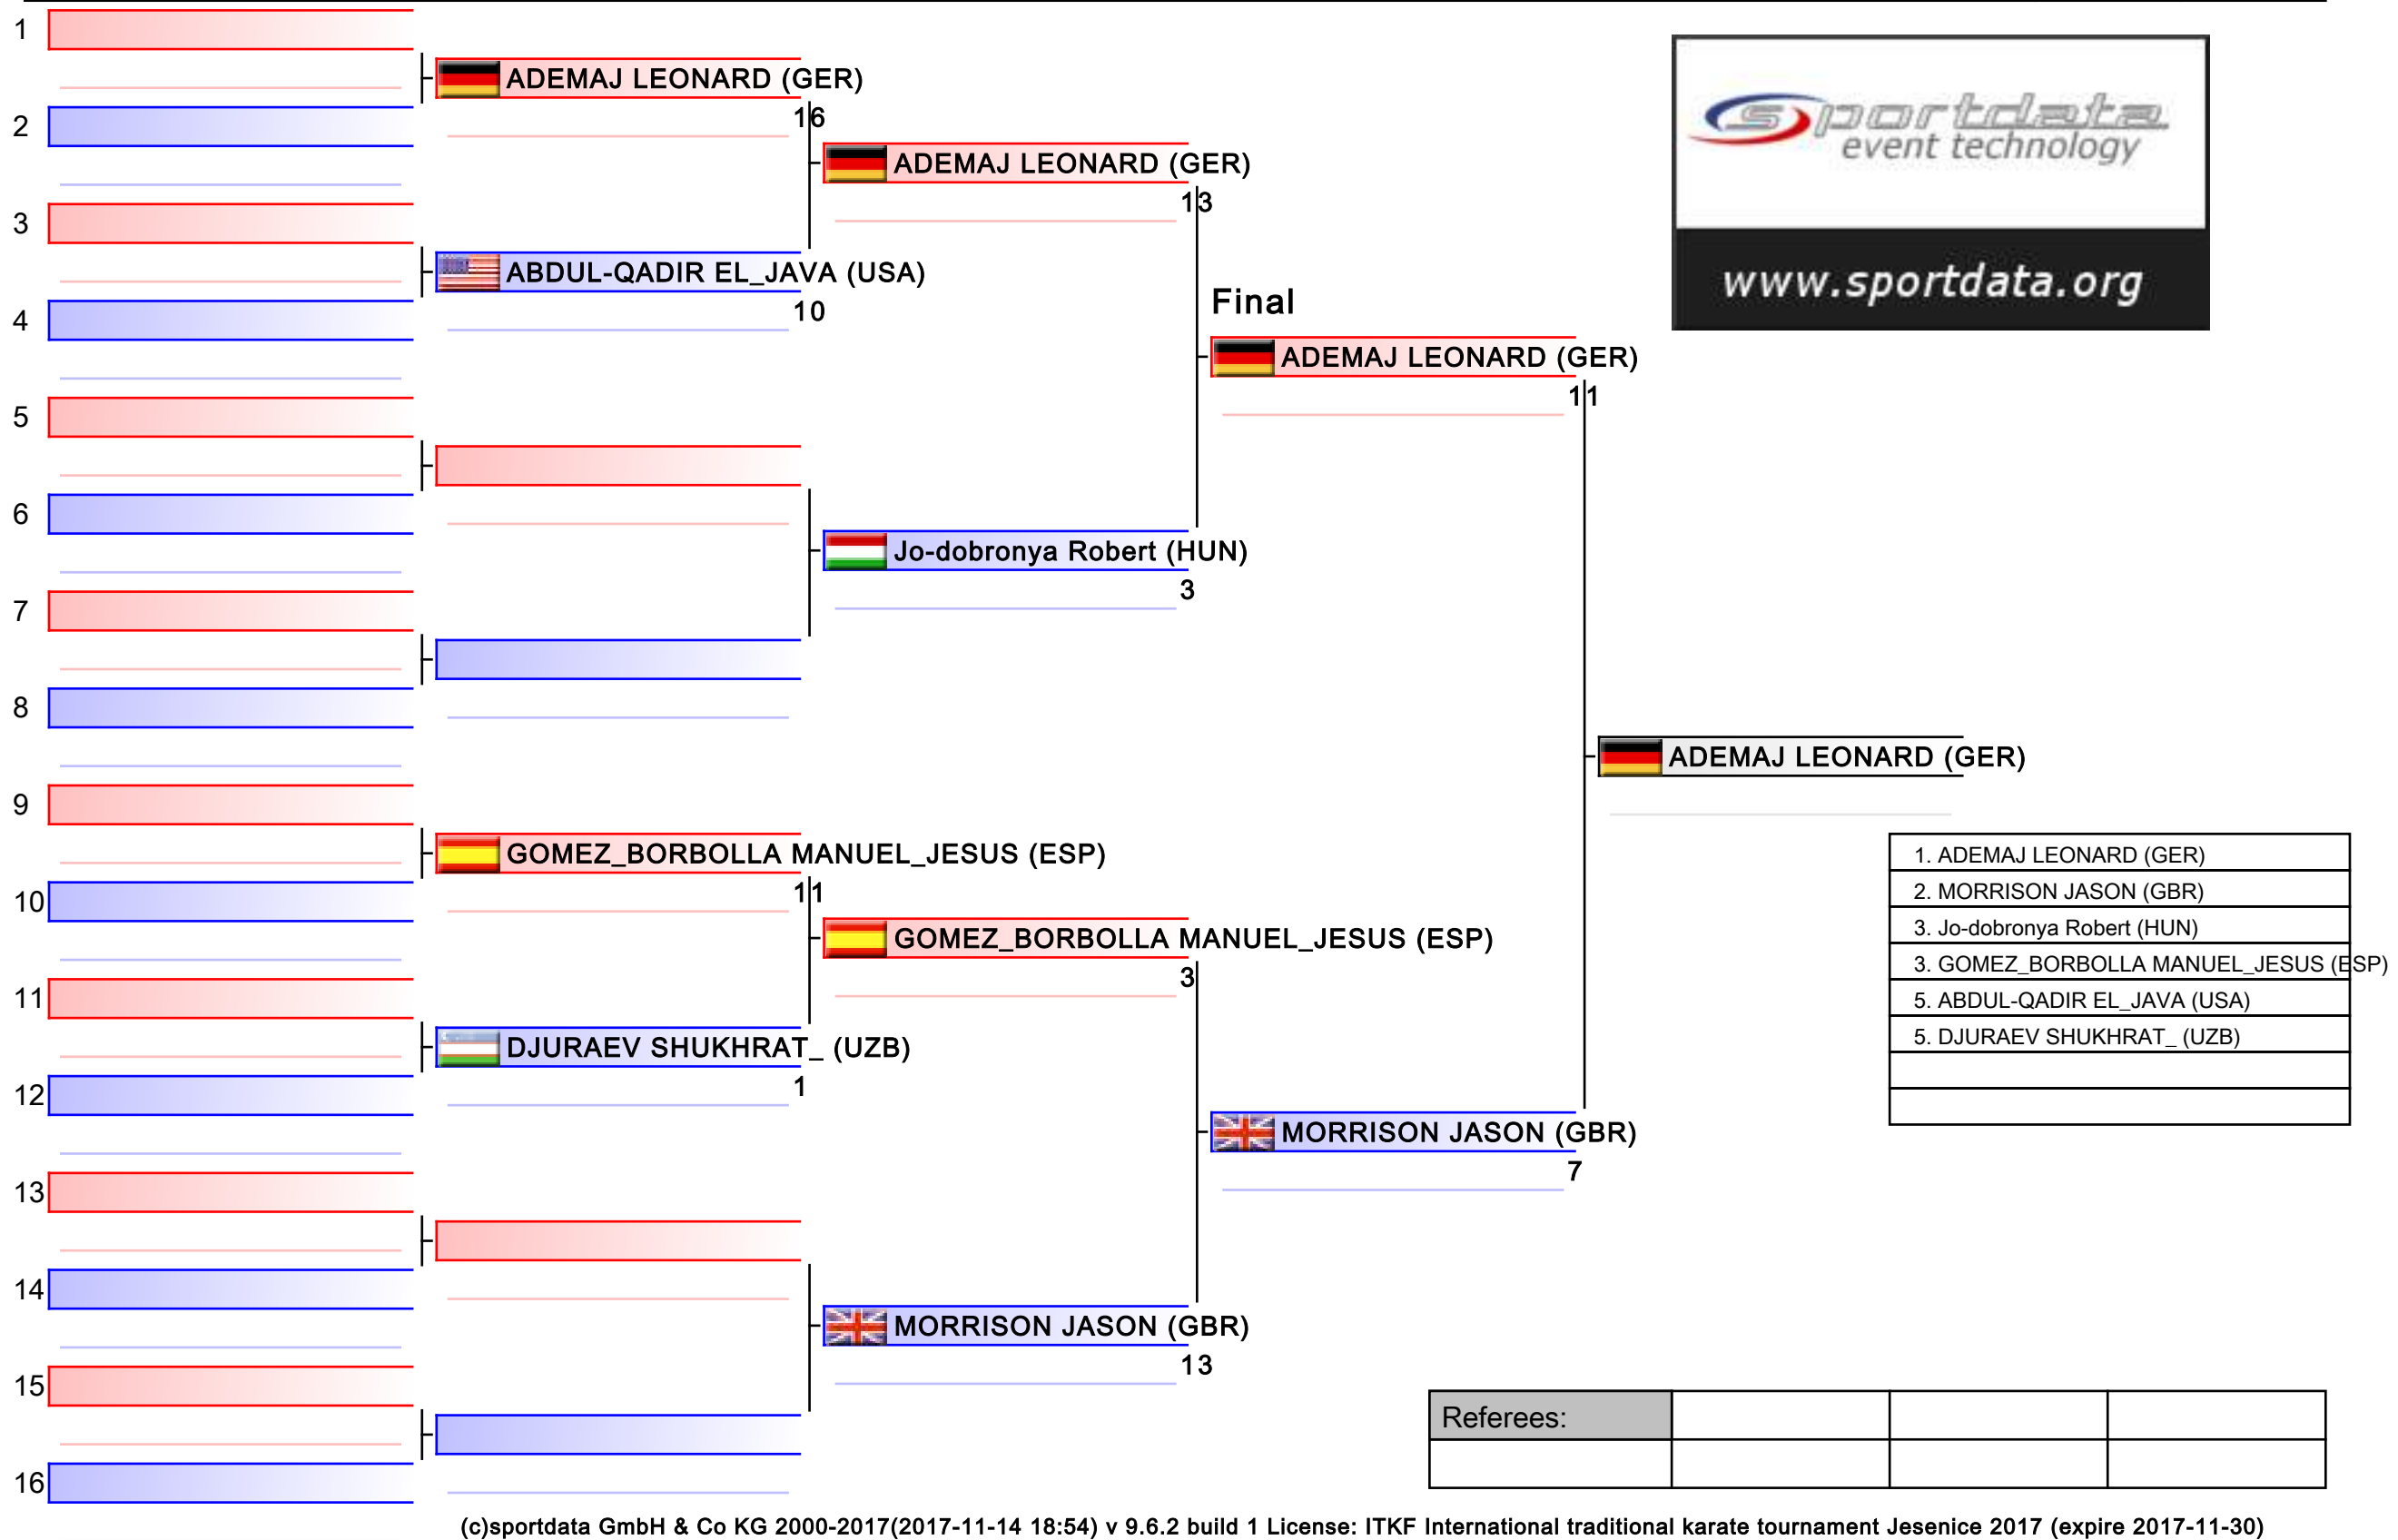 1
ADEMAJ LEONARD (GER)
16
2
ADEMAJ LEONARD (GER)
13
3
ABDUL-QADIR EL_JAVA (USA)
10
4
Final
ADEMAJ LEONARD (GER)
11
5
6
Jo-dobronya Robert (HUN)
3
7
8
ADEMAJ LEONARD (GER)
9
GOMEZ_BORBOLLA MANUEL_JESUS (ESP)
11
10
GOMEZ_BORBOLLA MANUEL_JESUS (ESP)
3
11
DJURAEV SHUKHRAT_ (UZB)
1
12
MORRISON JASON (GBR)
7
13
14
MORRISON JASON (GBR)
13
15
16
sportdata
event technology
www.sportdata.org
1. ADEMAJ LEONARD (GER)
2. MORRISON JASON (GBR)
3. Jo-dobronya Robert (HUN)
3. GOMEZ_BORBOLLA MANUEL_JESUS (ESP)
5. ABDUL-QADIR EL_JAVA (USA)
5. DJURAEV SHUKHRAT_ (UZB)
Referees:
(c)sportdata GmbH & Co KG 2000-2017(2017-11-14 18:54) v 9.6.2 build 1 License: ITKF International traditional karate tournament Jesenice 2017 (expire 2017-11-30)